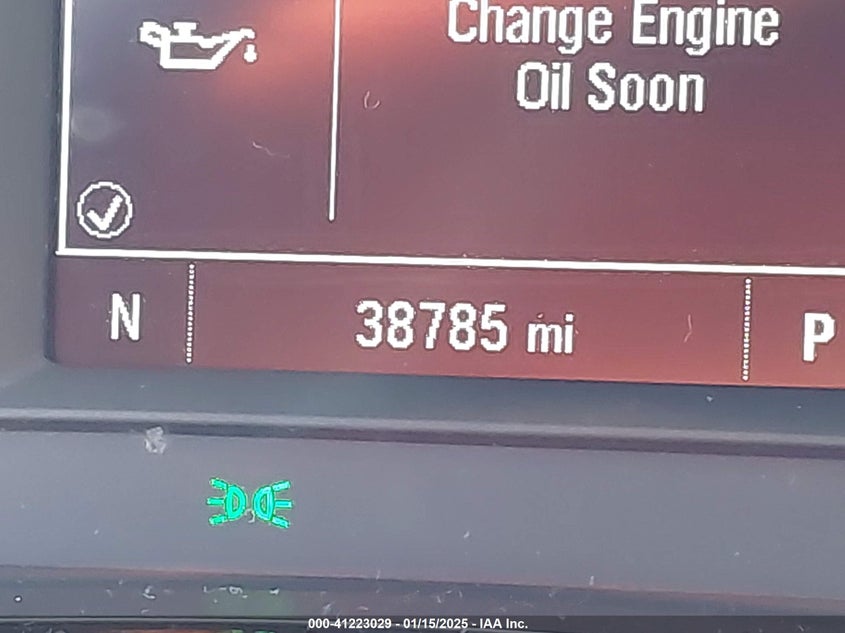 Change Engine
Oil Soon
N
38785 mi
P
000-41223029 - 01/15/2025 - IAA Inc.